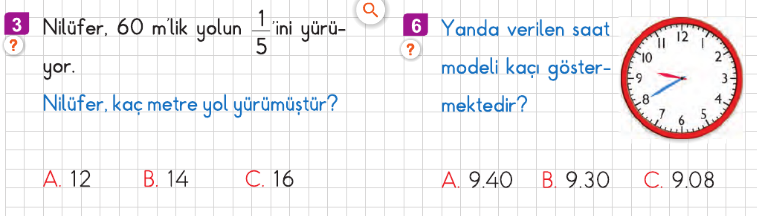 3 Nilüfer, 60 m'lik yolun 1/5 'ini yürü-
?
yor.
Nilüfer, kaç metre yol yürümüştür?
A. 12 B. 14 C. 16
6 Yanda verilen saat
?
modeli kaçı göster-
mektedir?
12
1
2
3
4
5
6
7
8
9
10
11
A. 9.40 B. 9.30 C. 9.08